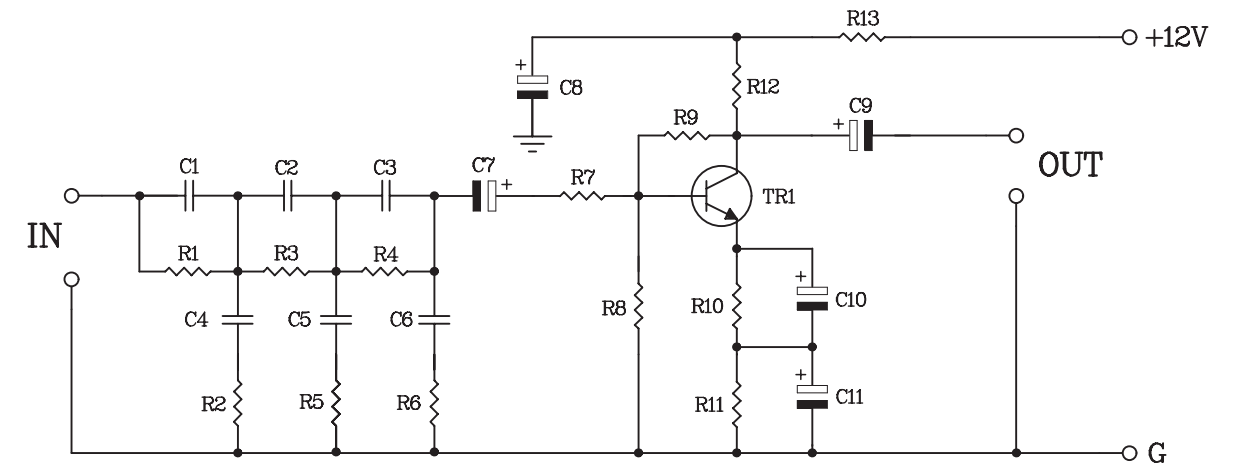 R13
+12V
+
C8
R12
C9
+
R9
OUT
C1
C2
C3
C7
+
R7
TR1
IN
R1
R3
R4
+
C10
R8
R10
C4
C5
C6
+
C11
R2
R5
R6
R11
G